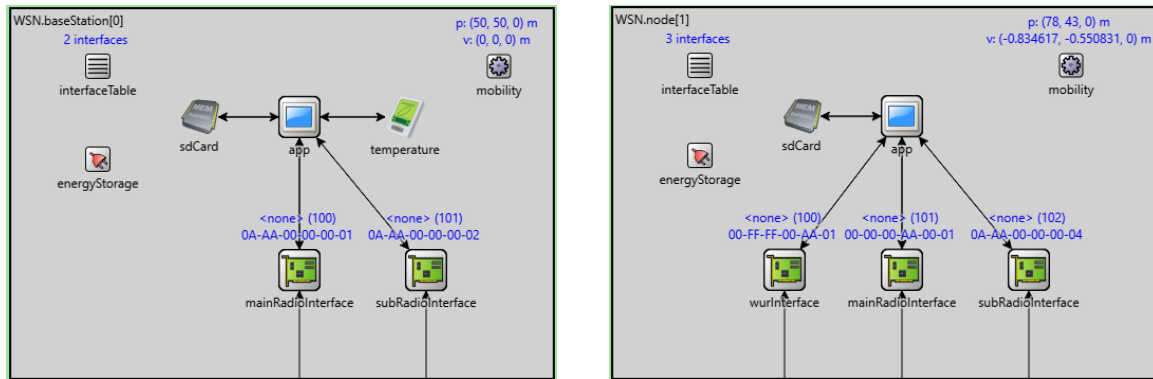 WSN.baseStation[0]
2 interfaces
p: (50, 50, 0) m
v: (0, 0, 0) m
interfaceTable
mobility
MEM
sdCard
app
temperature
energyStorage
<none> (100)
0A-AA-00-00-00-01
<none> (101)
0A-AA-00-00-00-02
mainRadioInterface
subRadioInterface
WSN.node[1]
3 interfaces
p: (78, 43, 0) m
v: (-0.834617, -0.550831, 0) m
interfaceTable
mobility
MEM
sdCard
app
energyStorage
<none> (100)
00-FF-FF-00-AA-01
<none> (101)
00-00-00-AA-00-01
<none> (102)
0A-AA-00-00-00-04
wurInterface
mainRadioInterface
subRadioInterface